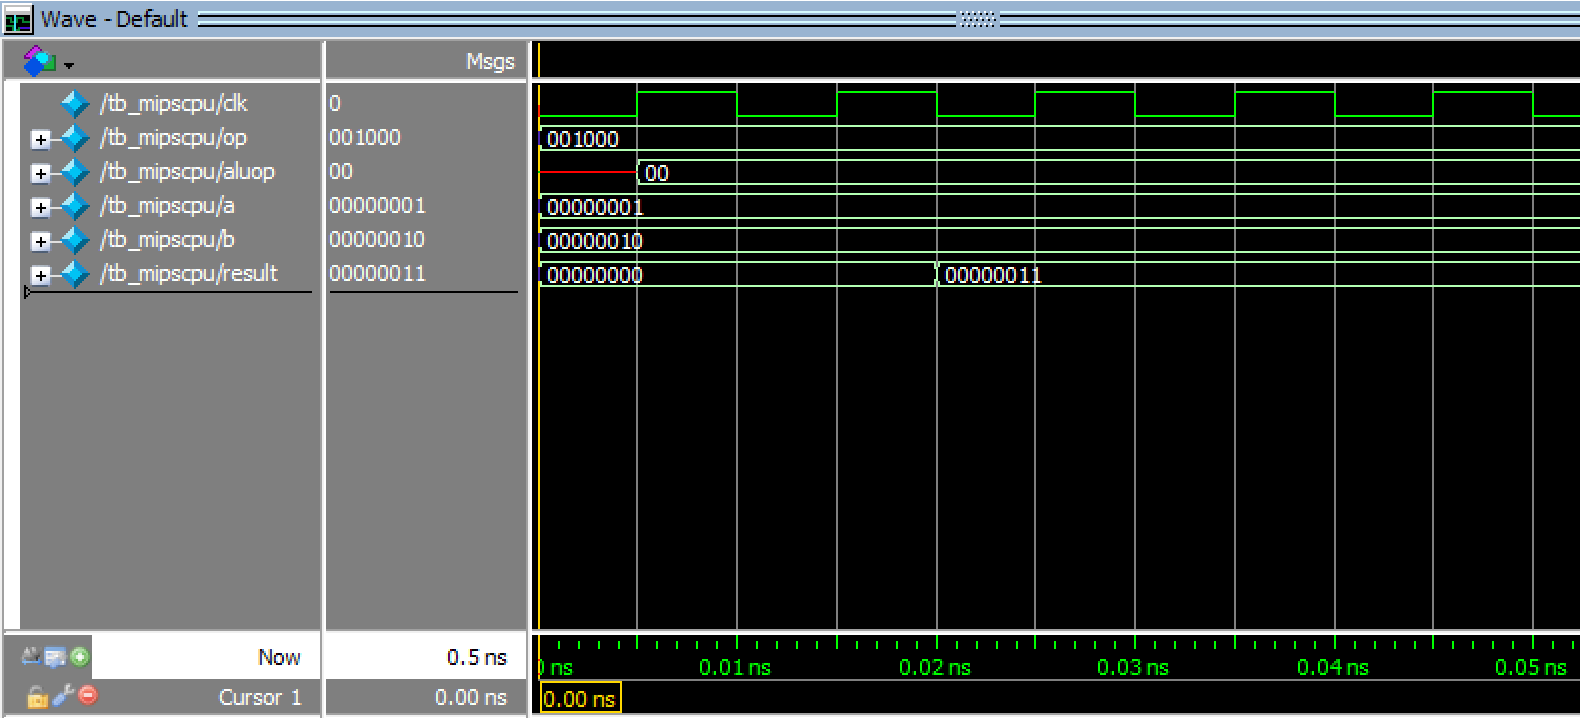 Wave - Default
Msgs
/tb_mipscpu/clk 0
/tb_mipscpu/op 001000 001000
/tb_mipscpu/aluop 00 00
/tb_mipscpu/a 00000001 00000001
/tb_mipscpu/b 00000010 00000010
/tb_mipscpu/result 00000011 00000000 00000011
Now 0.5 ns ns 0.01 ns 0.02 ns 0.03 ns 0.04 ns 0.05 ns
Cursor 1 0.00 ns 0.00 ns